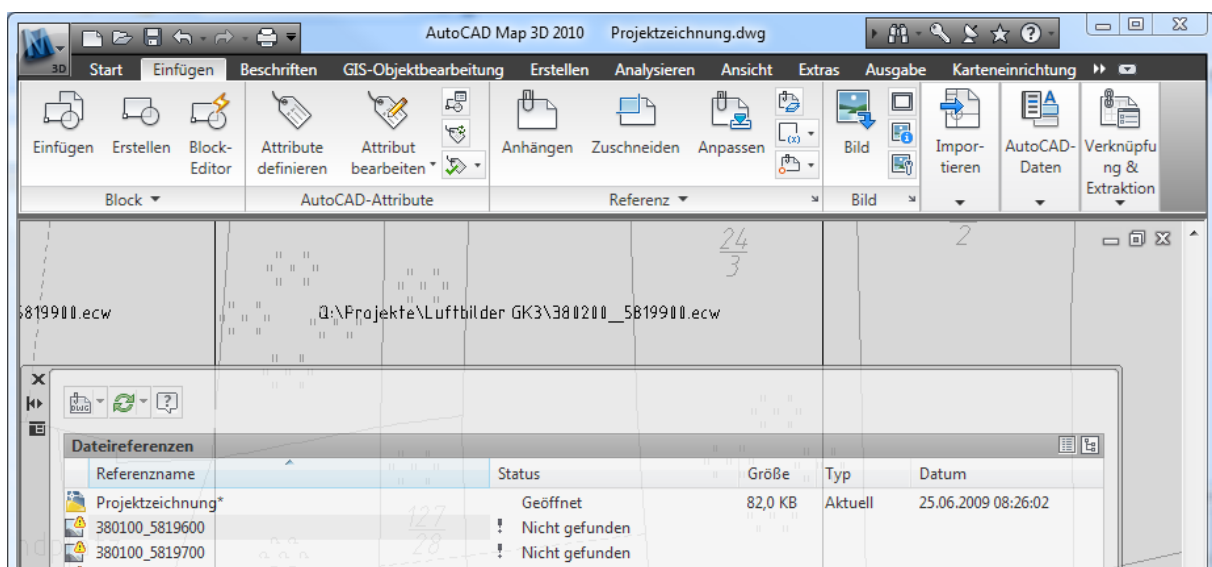 AutoCAD Map 3D 2010 Projektzeichnung.dwg
3D Start Einfügen Beschriften GIS-Objektbearbeitung Erstellen Analysieren Ansicht Extras Ausgabe Karteneinrichtung
Einfügen Erstellen Block-Editor Attribute definieren Attribut bearbeiten Anhängen Zuschneiden Anpassen (x) Bild Impor-tieren AutoCAD-Daten Verknüpfu ng & Extraktion
Block AutoCAD-Attribute Referenz Bild
24
3
2
5819900.ecw Q:\Projekte\Luftbilder GK3\380200__5819900.ecw
DWG
Dateireferenzen
Referenzname Status Größe Typ Datum
Projektzeichnung* Geöffnet 82,0 KB Aktuell 25.06.2009 08:26:02
127
380100_5819600 ! Nicht gefunden
28
380100_5819700 ! Nicht gefunden